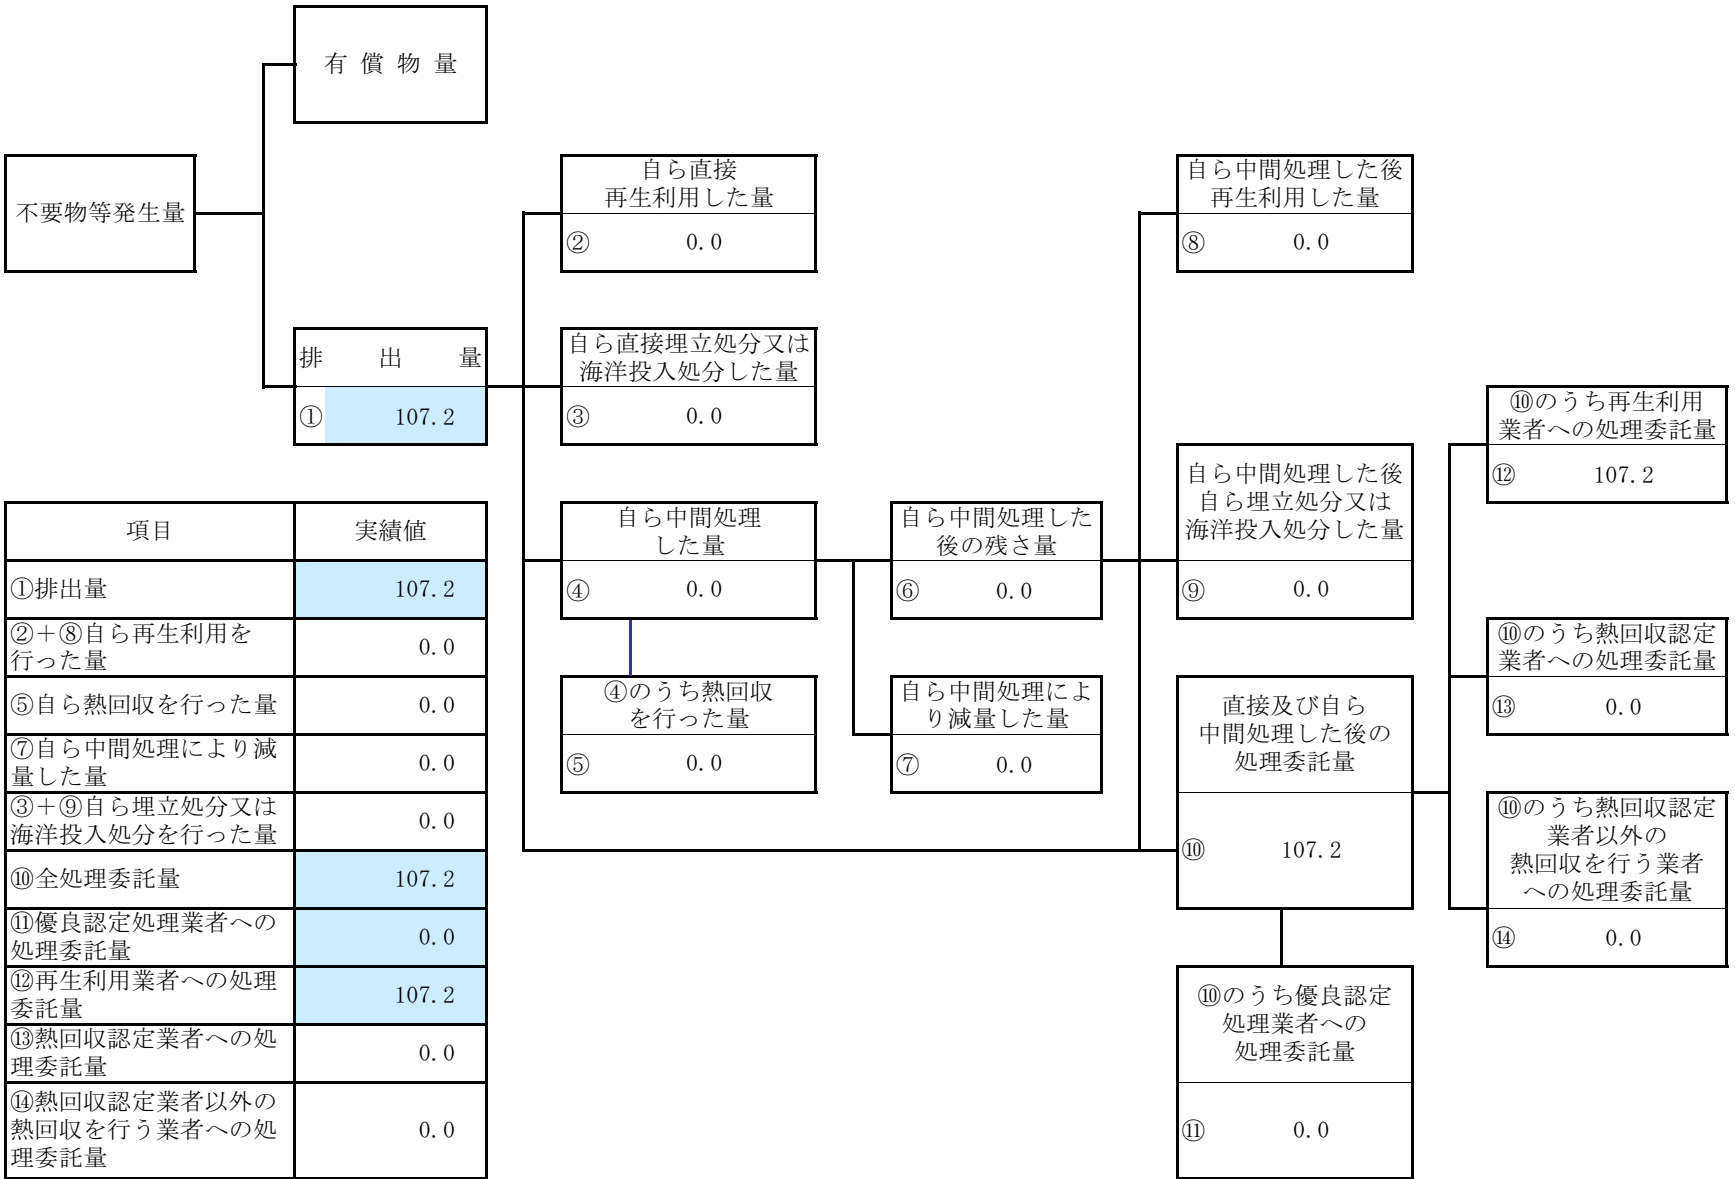 有償物量
不要物等発生量
自ら直接
再生利用した量
② 0.0
自ら中間処理した後
再生利用した量
⑧ 0.0
排出量
① 107.2
自ら直接埋立処分又は
海洋投入処分した量
③ 0.0
⑩のうち再生利用
業者への処理委託量
⑫ 107.2
自ら中間処理した後
自ら埋立処分又は
海洋投入処分した量
⑨ 0.0
自ら中間処理
した量
④ 0.0
自ら中間処理した
後の残さ量
⑥ 0.0
⑩のうち熱回収認定
業者への処理委託量
⑬ 0.0
④のうち熱回収
を行った量
⑤ 0.0
自ら中間処理によ
り減量した量
⑦ 0.0
直接及び自ら
中間処理した後の
処理委託量
⑩ 107.2
⑩のうち熱回収認定
業者以外の
熱回収を行う業者
への処理委託量
⑭ 0.0
⑩のうち優良認定
処理業者への
処理委託量
⑪ 0.0
項目 実績値
①排出量 107.2
②+⑧自ら再生利用を
行った量 0.0
⑤自ら熱回収を行った量 0.0
⑦自ら中間処理により減
量した量 0.0
③+⑨自ら埋立処分又は
海洋投入処分を行った量 0.0
⑩全処理委託量 107.2
⑪優良認定処理業者への
処理委託量 0.0
⑫再生利用業者への処理
委託量 107.2
⑬熱回収認定業者への処
理委託量 0.0
⑭熱回収認定業者以外の
熱回収を行う業者への処
理委託量 0.0